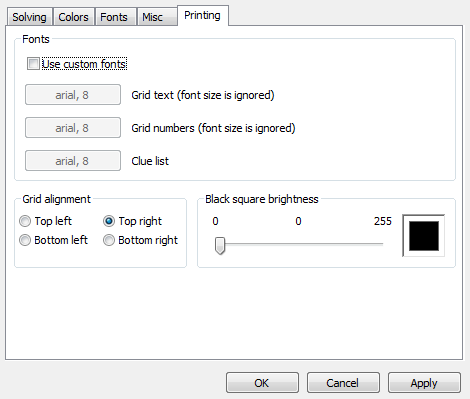 Solving Colors Fonts Misc Printing
Fonts
Use custom fonts
arial, 8 Grid text (font size is ignored)
arial, 8 Grid numbers (font size is ignored)
arial, 8 Clue list
Grid alignment
Top left Top right
Bottom left Bottom right
Black square brightness
0 0 255
OK Cancel Apply